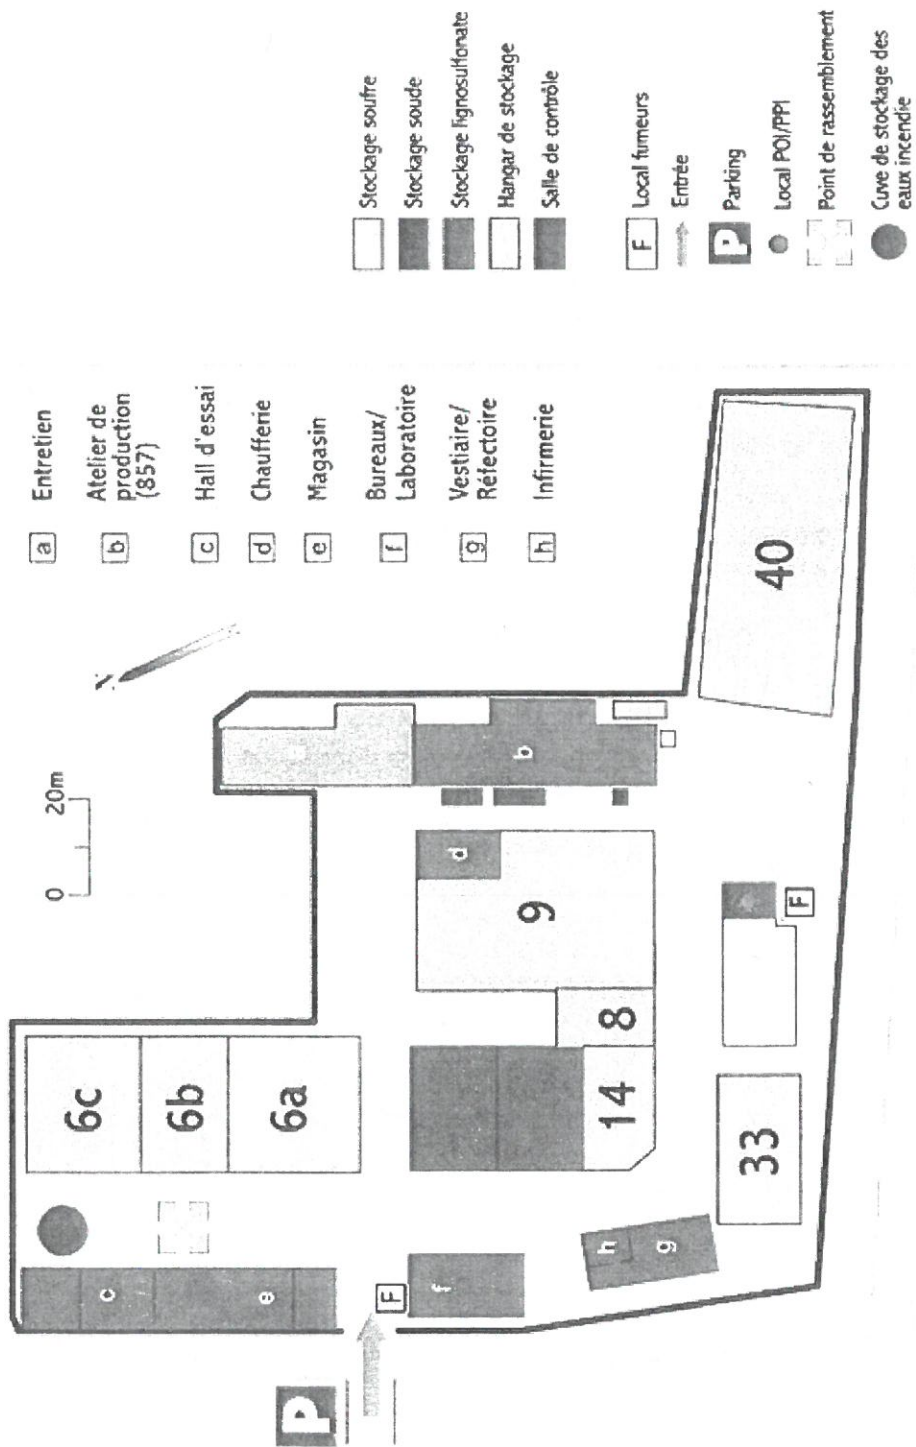 0 20m
a Entretien
b Atelier de
production
(857)
c Hall d'essai
d Chaufferie
e Magasin
f Bureaux/
Laboratoire
g Vestiaire/
Réfectoire
h Infirmerie
Stockage soufre
Stockage soude
Stockage lignosulfonate
Hangar de stockage
Salle de contrôle
F Local fumeurs
Entrée
P Parking
Local POI/PPI
Point de rassemblement
Cuve de stockage des
eaux incendie
P
F
c
e
6c
6b
6a
f
h
g
14
8
9
d
b
33
F
40